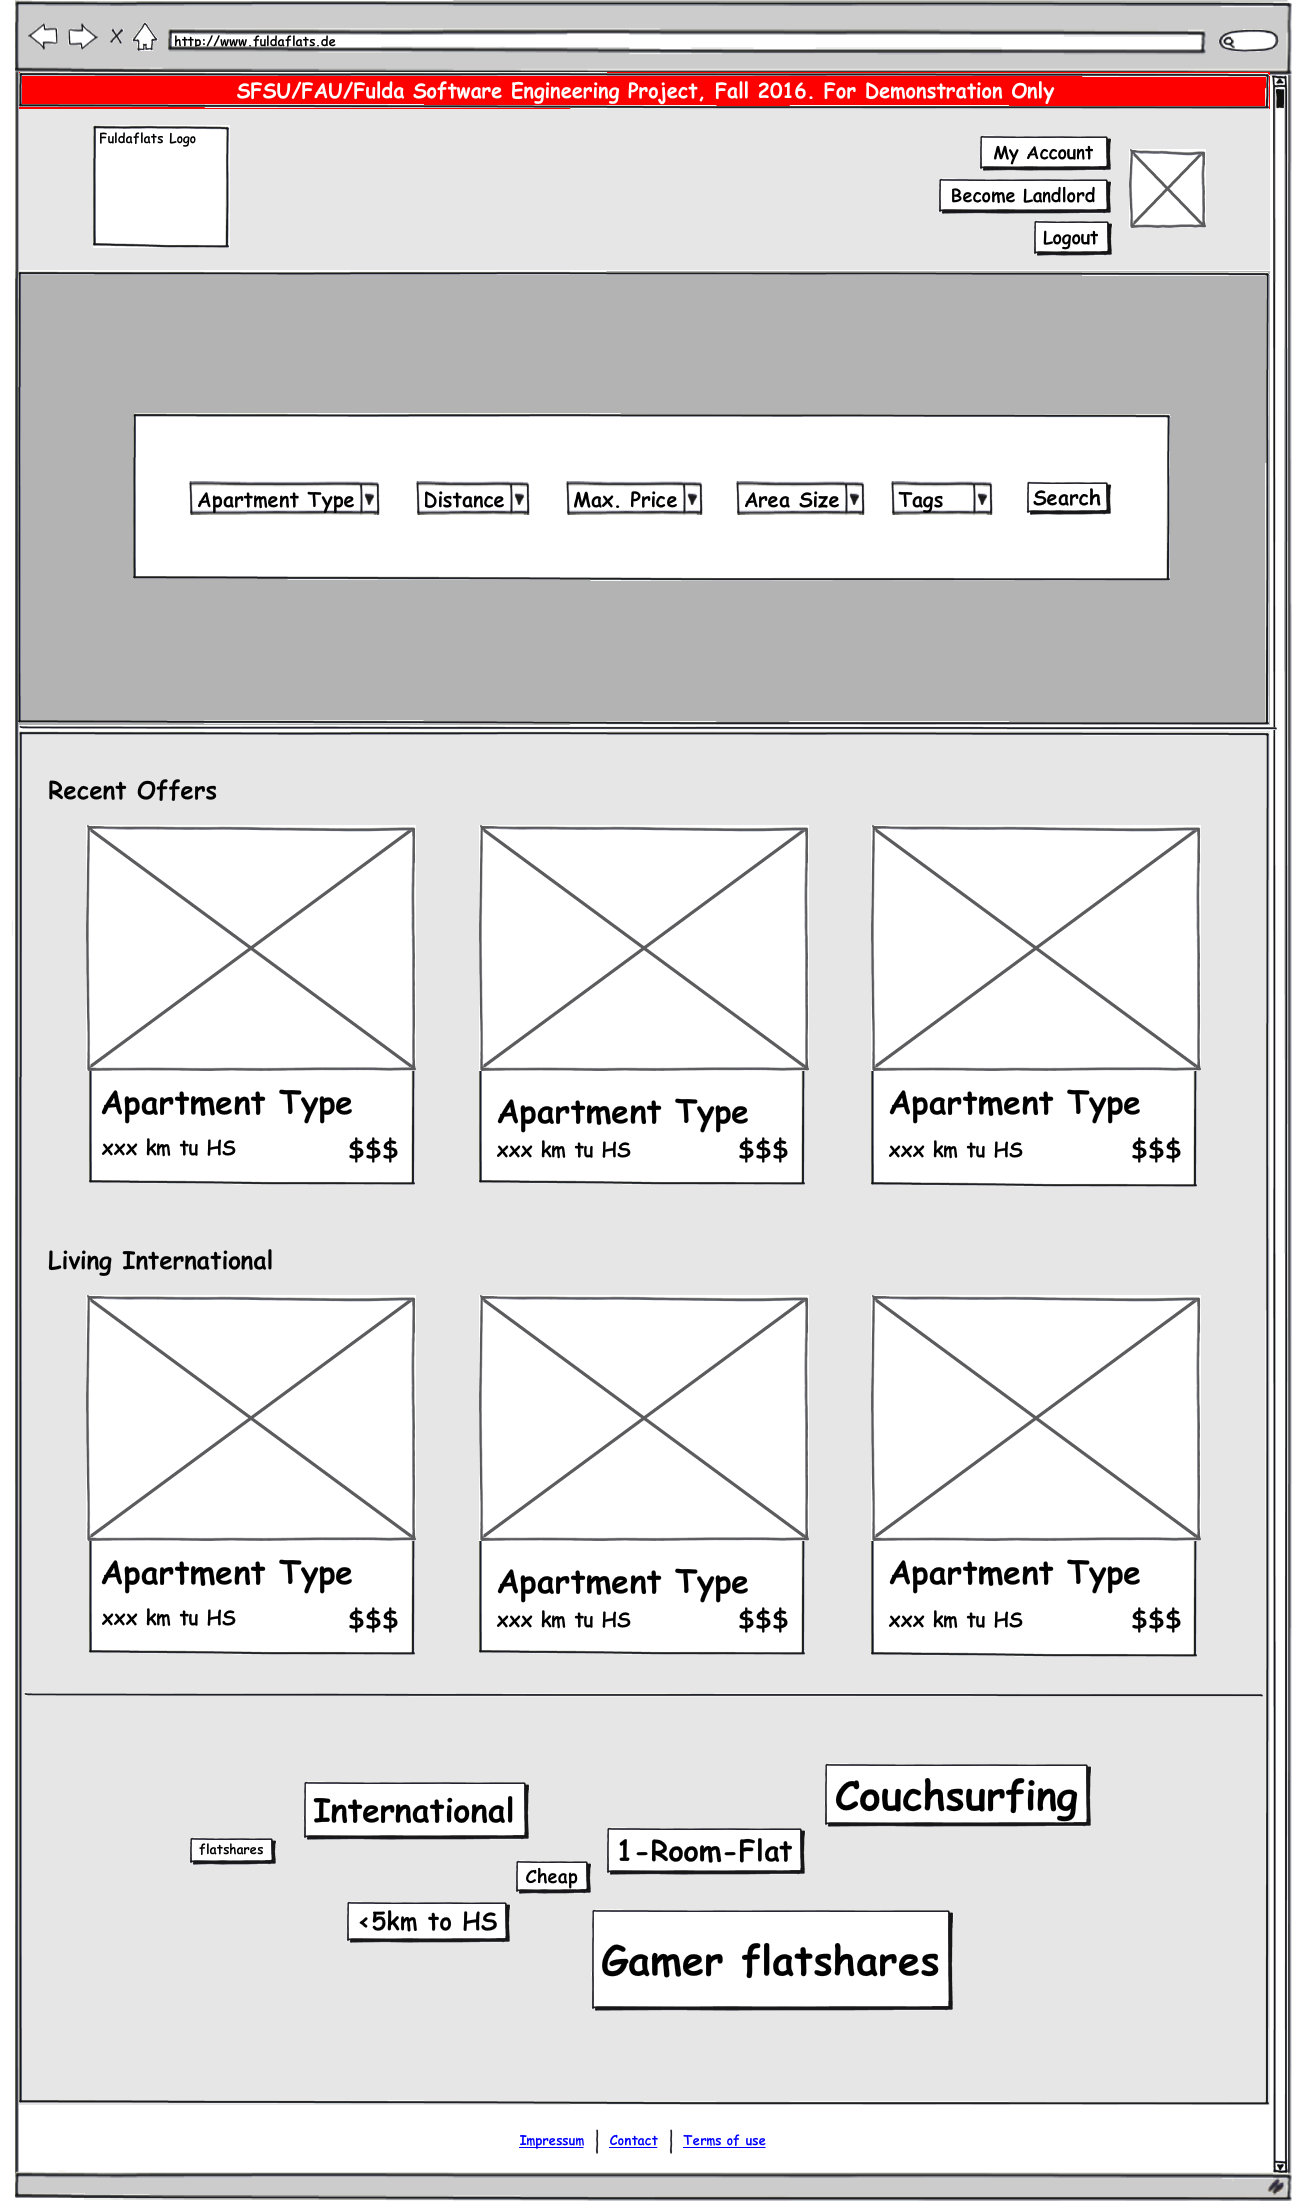 http://www.fuldaflats.de
SFSU/FAU/Fulda Software Engineering Project, Fall 2016. For Demonstration Only
Fuldaflats Logo
My Account
Become Landlord
Logout
Apartment Type Distance Max. Price Area Size Tags Search
Recent Offers
Apartment Type Apartment Type Apartment Type
xxx km tu HS $$$ xxx km tu HS $$$ xxx km tu HS $$$
Living International
Apartment Type Apartment Type Apartment Type
xxx km tu HS $$$ xxx km tu HS $$$ xxx km tu HS $$$
Couchsurfing
International
flatshares
1-Room-Flat
Cheap
<5km to HS
Gamer flatshares
Impressum Contact Terms of use